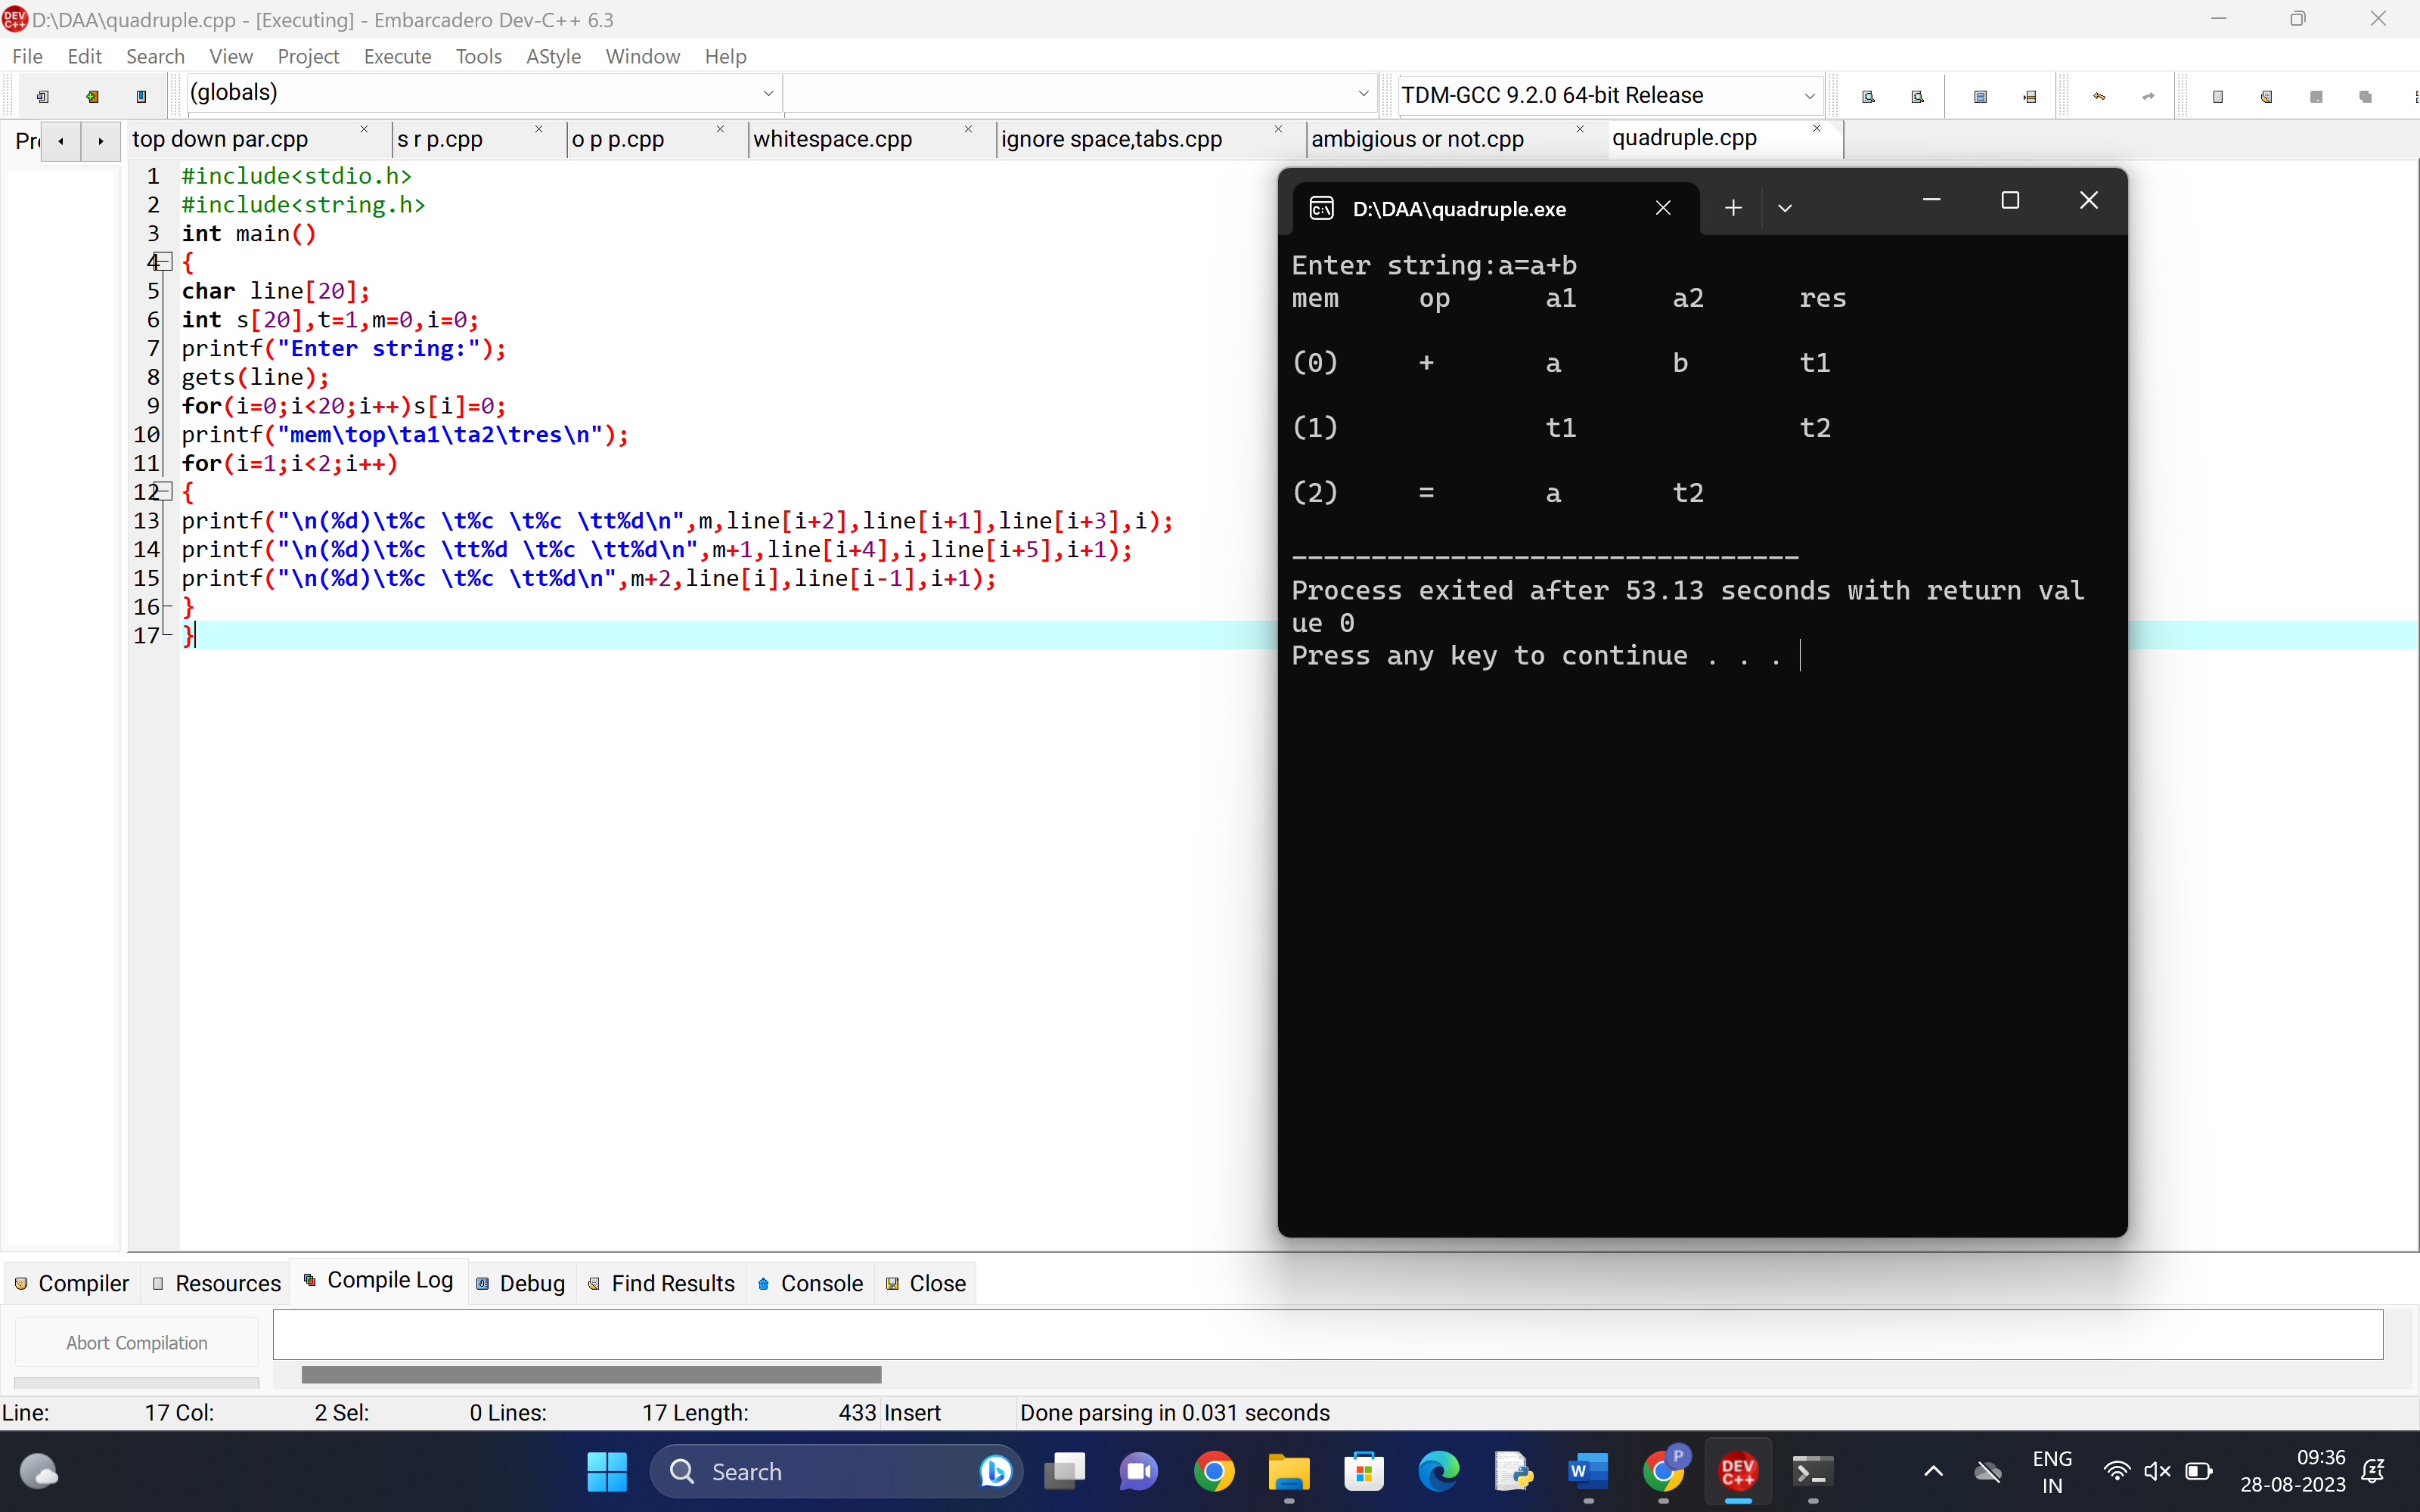 D:\DAA\quadruple.cpp - [Executing] - Embarcadero Dev-C++ 6.3
File Edit Search View Project Execute Tools AStyle Window Help
(globals) TDM-GCC 9.2.0 64-bit Release
top down par.cpp s r p.cpp o p p.cpp whitespace.cpp ignore space,tabs.cpp ambigious or not.cpp quadruple.cpp
1 #include<stdio.h>
2 #include<string.h>
3 int main()
4 {
5 char line[20];
6 int s[20],t=1,m=0,i=0;
7 printf("Enter string:");
8 gets(line);
9 for(i=0;i<20;i++)s[i]=0;
10 printf("mem\top\ta1\ta2\tres\n");
11 for(i=1;i<2;i++)
12 {
13 printf("\n(%d)\t%c \t%c \t%c \tt%d\n",m,line[i+2],line[i+1],line[i+3],i);
14 printf("\n(%d)\t%c \tt%d \t%c \tt%d\n",m+1,line[i+4],i,line[i+5],i+1);
15 printf("\n(%d)\t%c \t%c \tt%d\n",m+2,line[i],line[i-1],i+1);
16 }
17 }
D:\DAA\quadruple.exe
Enter string:a=a+b
mem op a1 a2 res
(0) + a b t1
(1) t1 t2
(2) = a t2
--------------------------------
Process exited after 53.13 seconds with return val
ue 0
Press any key to continue . . .
Compiler Resources Compile Log Debug Find Results Console Close
Abort Compilation
Line: 17 Col: 2 Sel: 0 Lines: 17 Length: 433 Insert Done parsing in 0.031 seconds
Search
ENG
IN
09:36
28-08-2023